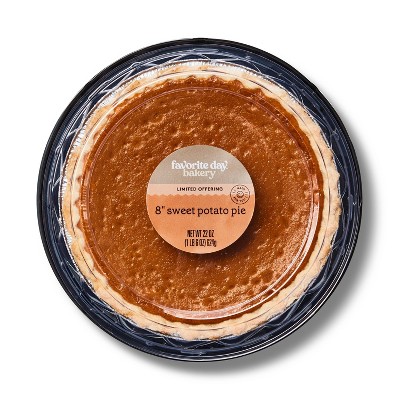 favorite day
bakery
LIMITED OFFERING
8" sweet potato pie
NET WT 22 OZ
(1 LB 6 OZ) 624g